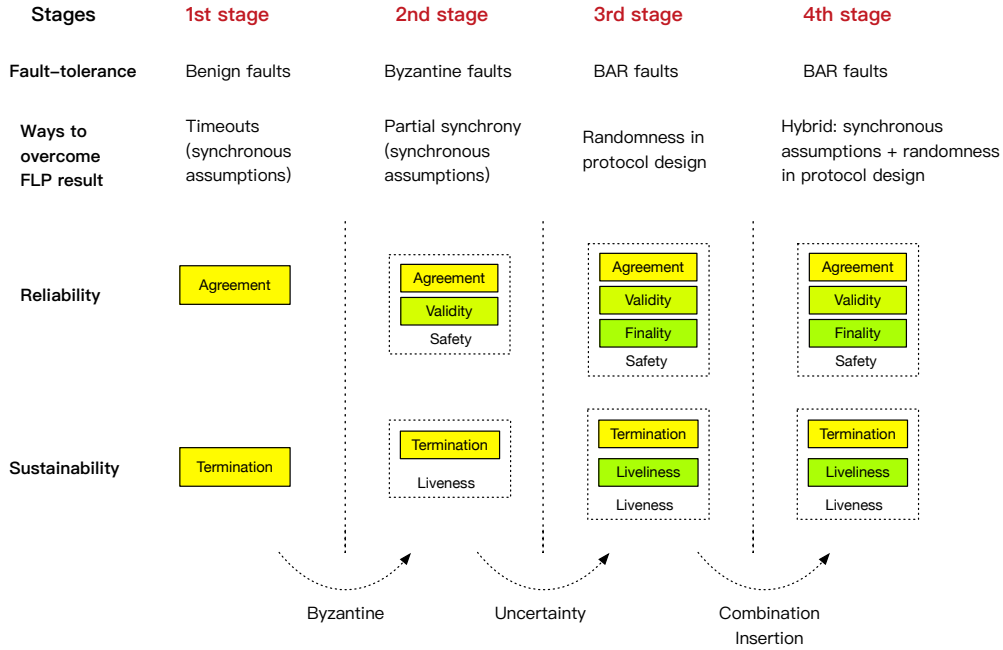 Stages
1st stage
2nd stage
3rd stage
4th stage
Fault–tolerance
Benign faults
Byzantine faults
BAR faults
BAR faults
Ways to
overcome
FLP result
Timeouts
(synchronous
assumptions)
Partial synchrony
(synchronous
assumptions)
Randomness in
protocol design
Hybrid: synchronous
assumptions + randomness
in protocol design
Reliability
Agreement
Agreement
Validity
Safety
Agreement
Validity
Finality
Safety
Agreement
Validity
Finality
Safety
Sustainability
Termination
Termination
Liveness
Termination
Liveliness
Liveness
Termination
Liveliness
Liveness
Byzantine
Uncertainty
Combination
Insertion